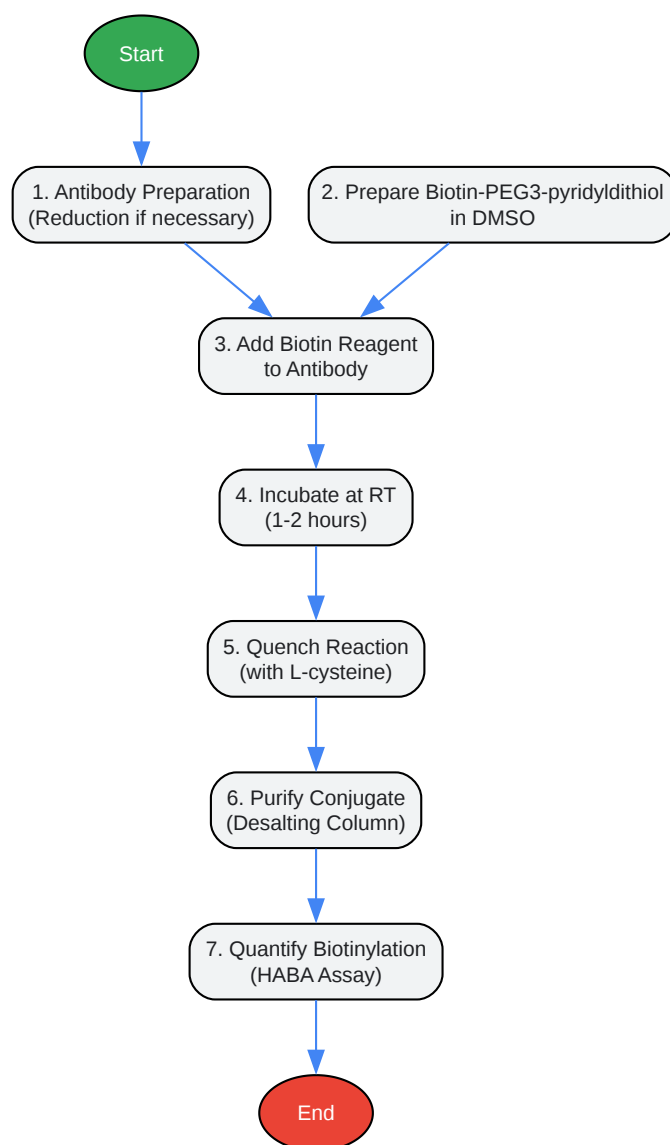 Start
1. Antibody Preparation
(Reduction if necessary)
2. Prepare Biotin-PEG3-pyridyldithiol
in DMSO
3. Add Biotin Reagent
to Antibody
4. Incubate at RT
(1-2 hours)
5. Quench Reaction
(with L-cysteine)
6. Purify Conjugate
(Desalting Column)
7. Quantify Biotinylation
(HABA Assay)
End